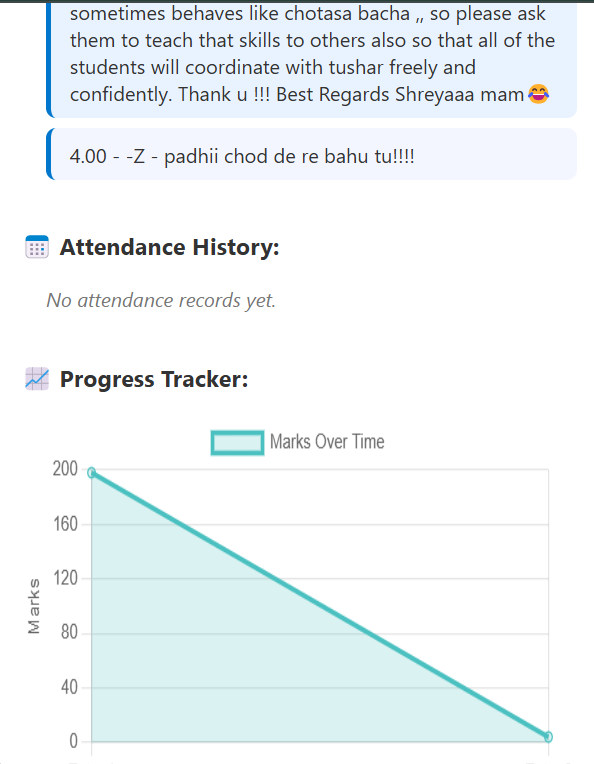 sometimes behaves like chotasa bacha ,, so please ask
them to teach that skills to others also so that all of the
students will coordinate with tushar freely and
confidently. Thank u !!! Best Regards Shreyaaa mam😂
4.00 - -Z - padhii chod de re bahu tu!!!!
Attendance History:
No attendance records yet.
Progress Tracker:
Marks Over Time
200
160
120
80
40
0
Marks